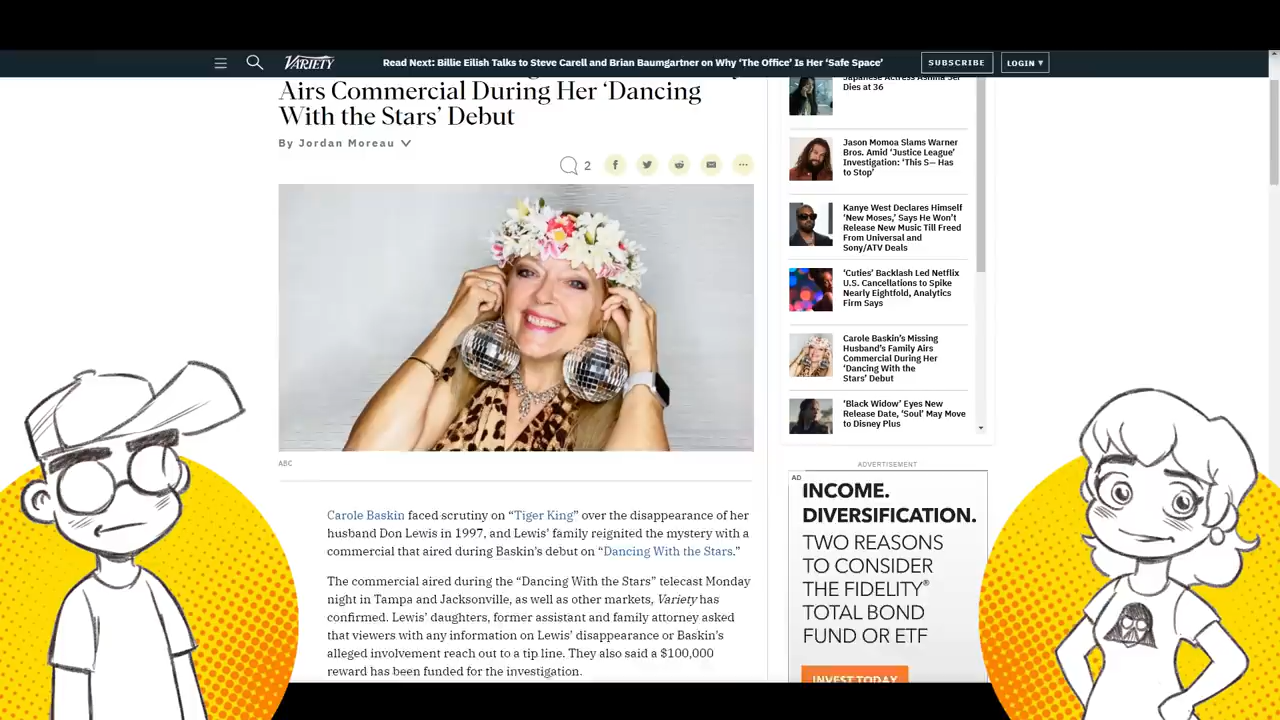 VARIETY
Read Next: Billie Eilish Talks to Steve Carell and Brian Baumgartner on Why ‘The Office’ Is Her ‘Safe Space’
SUBSCRIBE
LOGIN ▾
Airs Commercial During Her ‘Dancing
With the Stars’ Debut
By Jordan Moreau
2
ABC
Carole Baskin faced scrutiny on “Tiger King” over the disappearance of her
husband Don Lewis in 1997, and Lewis’ family reignited the mystery with a
commercial that aired during Baskin’s debut on “Dancing With the Stars.”
The commercial aired during the “Dancing With the Stars” telecast Monday
night in Tampa and Jacksonville, as well as other markets, Variety has
confirmed. Lewis’ daughters, former assistant and family attorney asked
that viewers with any information on Lewis’ disappearance or Baskin’s
alleged involvement reach out to a tip line. They also said a $100,000
reward has been funded for the investigation.
Japanese Actress Ashina Sei
Dies at 36
Jason Momoa Slams Warner
Bros. Amid ‘Justice League’
Investigation: ‘This S— Has
to Stop’
Kanye West Declares Himself
‘New Moses,’ Says He Won’t
Release New Music Till Freed
From Universal and
Sony/ATV Deals
‘Cuties’ Backlash Led Netflix
U.S. Cancellations to Spike
Nearly Eightfold, Analytics
Firm Says
Carole Baskin’s Missing
Husband’s Family Airs
Commercial During Her
‘Dancing With the
Stars’ Debut
‘Black Widow’ Eyes New
Release Date, ‘Soul’ May Move
to Disney Plus
ADVERTISEMENT
AD
INCOME.
DIVERSIFICATION.
TWO REASONS
TO CONSIDER
THE FIDELITY®
TOTAL BOND
FUND OR ETF
INVEST TODAY